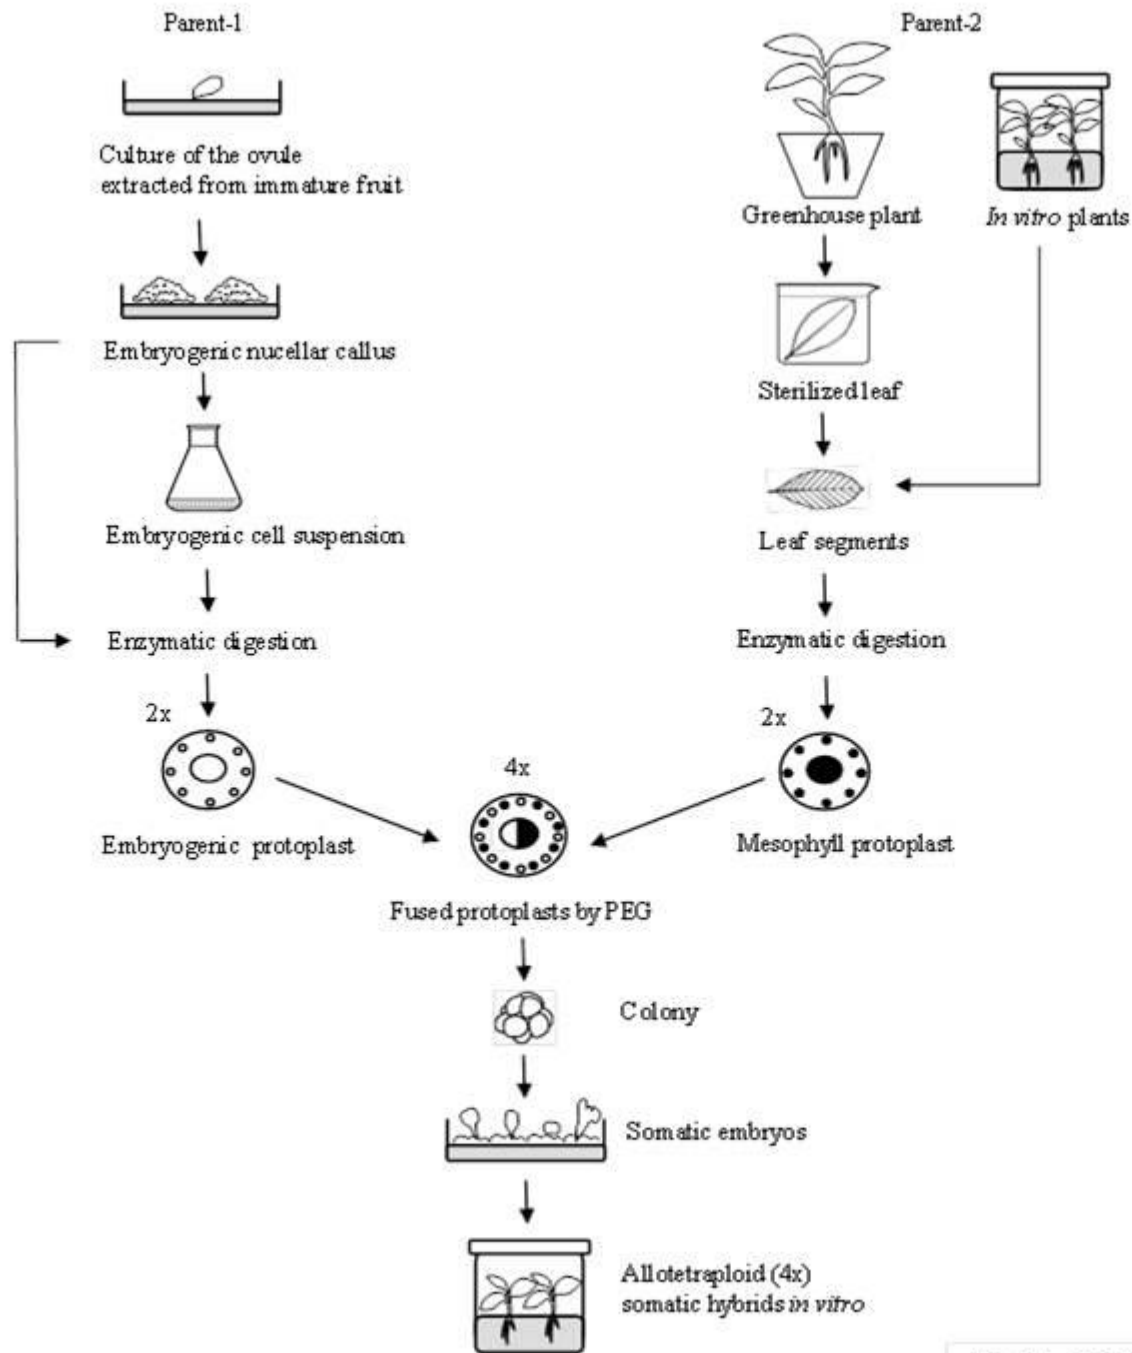 Parent-1
Culture of the ovule
extracted from immature fruit
Embryogenic nucellar callus
Embryogenic cell suspension
Enzymatic digestion
2x
Embryogenic protoplast
Parent-2
Greenhouse plant
In vitro plants
Sterilized leaf
Leaf segments
Enzymatic digestion
2x
Mesophyll protoplast
4x
Fused protoplasts by PEG
Colony
Somatic embryos
Allotetraploid (4x)
somatic hybrids in vitro